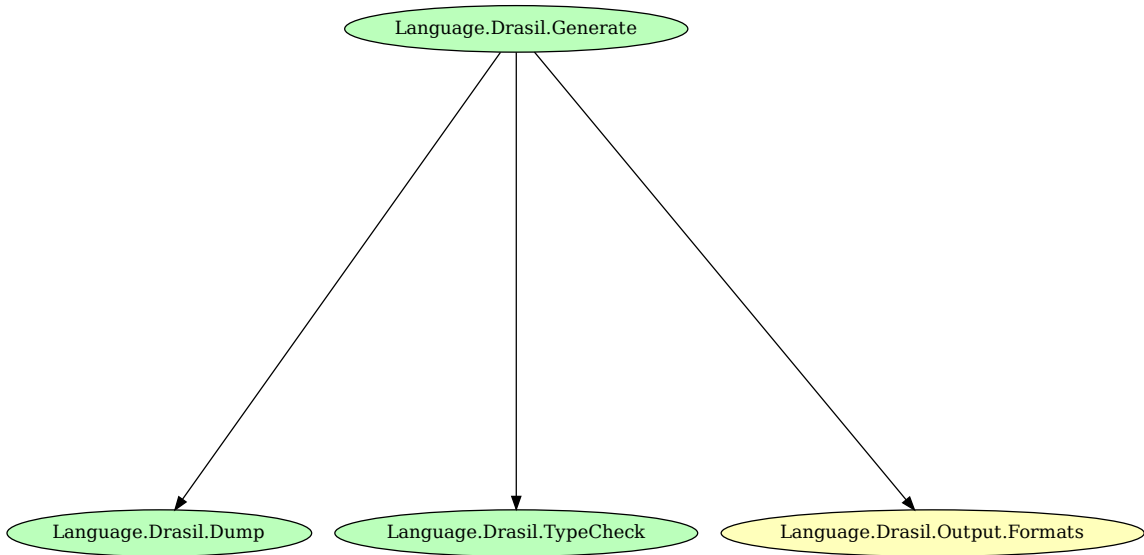 Language.Drasil.Generate
Language.Drasil.Dump
Language.Drasil.TypeCheck
Language.Drasil.Output.Formats